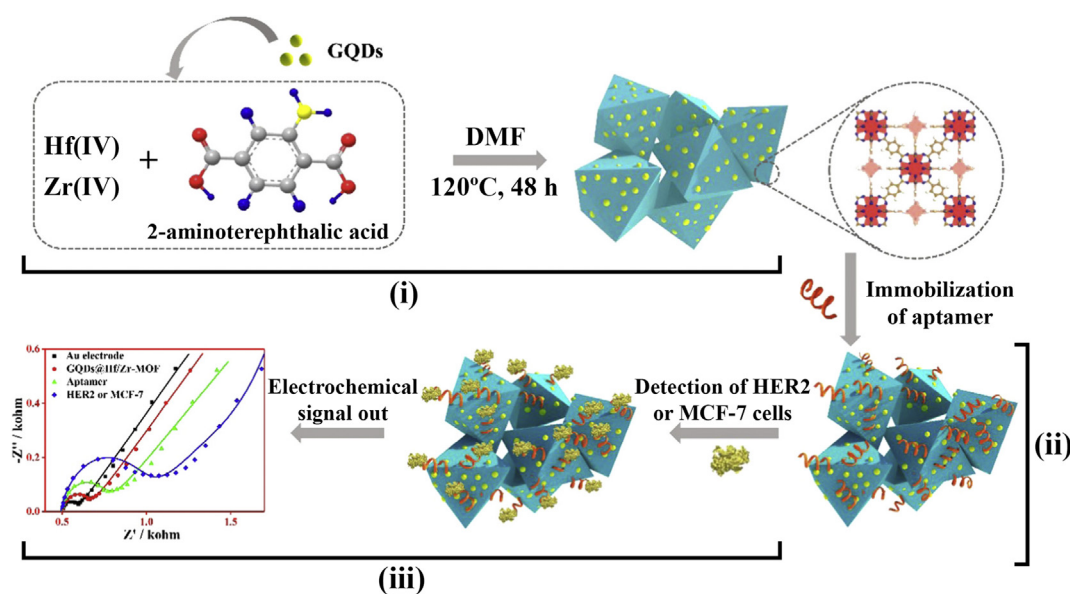 GQDs
Hf(IV)
Zr(IV)
+
2-aminoterephthalic acid
DMF
120ºC, 48 h
(i)
Immobilization
of aptamer
(ii)
Detection of HER2
or MCF-7 cells
Electrochemical
signal out
(iii)
Au electrode
GQDs@Hf/Zr-MOF
Aptamer
HER2 or MCF-7
0.6
0.4
0.2
0.0
-Z'' / kohm
0.5 1.0 1.5
Z' / kohm